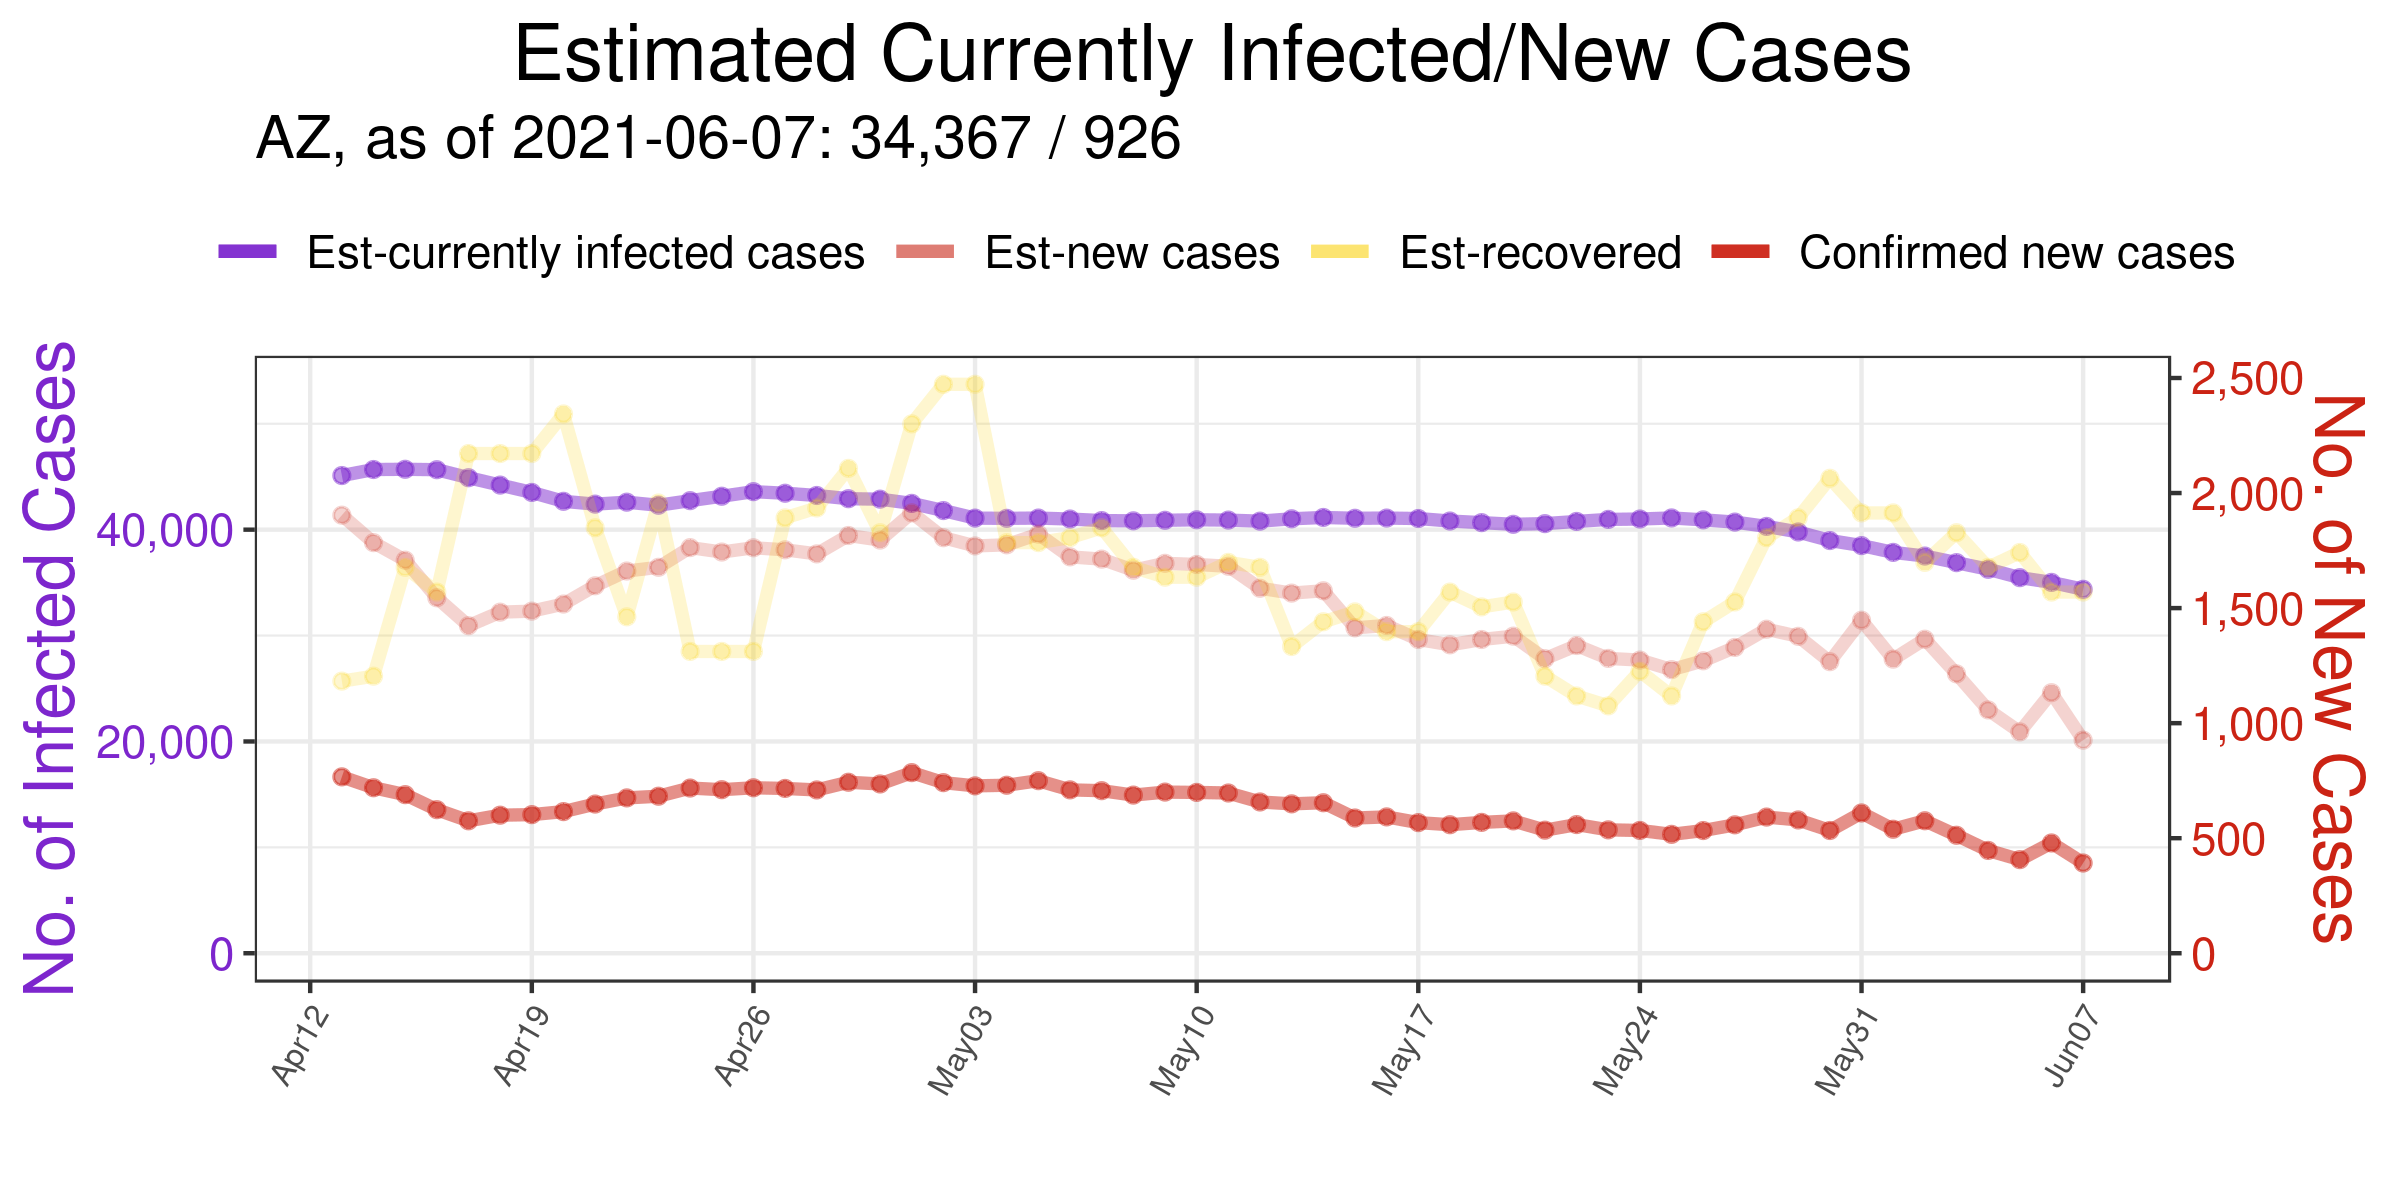 Estimated Currently Infected/New Cases
AZ, as of 2021-06-07: 34,367 / 926
Est-currently infected cases Est-new cases Est-recovered Confirmed new cases
No. of Infected Cases
40,000
20,000
0
2,500
2,000
1,500
1,000
500
0
No. of New Cases
Apr12 Apr19 Apr26 May03 May10 May17 May24 May31 Jun07